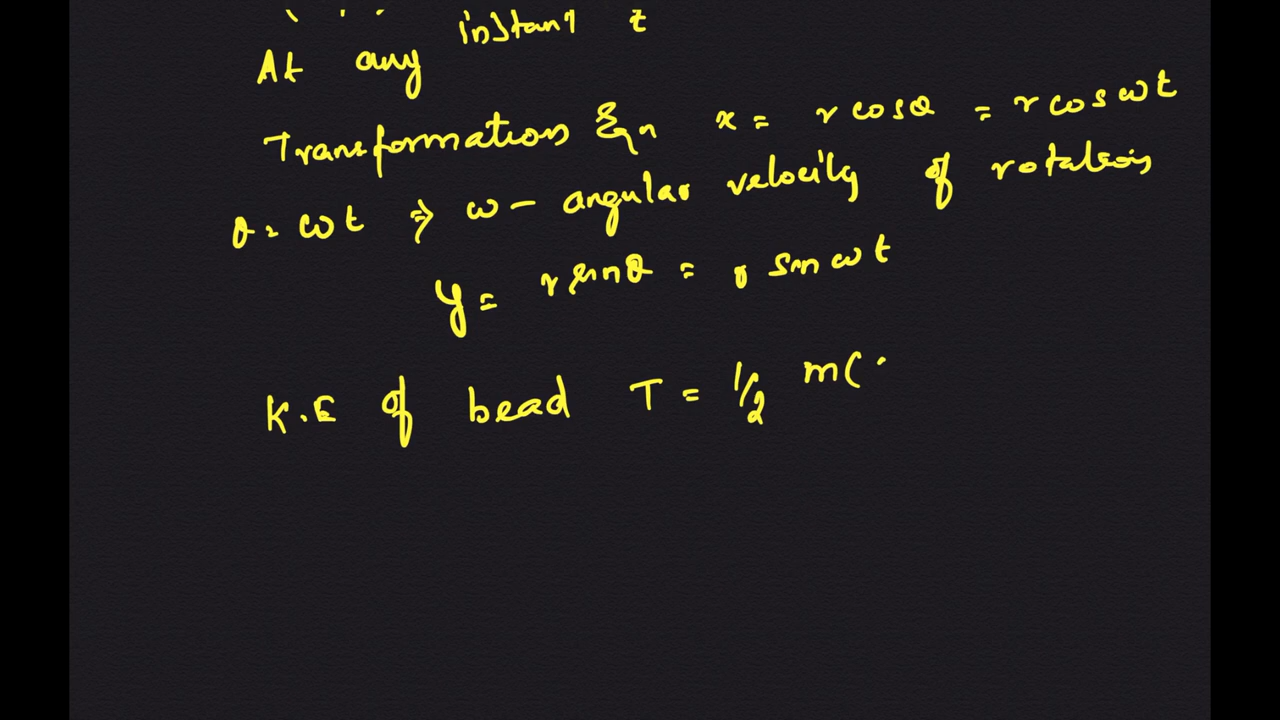 At any instant t
Transformation Eqn x = r cosθ = r cos ωt
θ = ωt ⇒ ω - angular velocity of rotation
y = r sinθ = r sin ωt
K.E of bead T = 1/2 m(